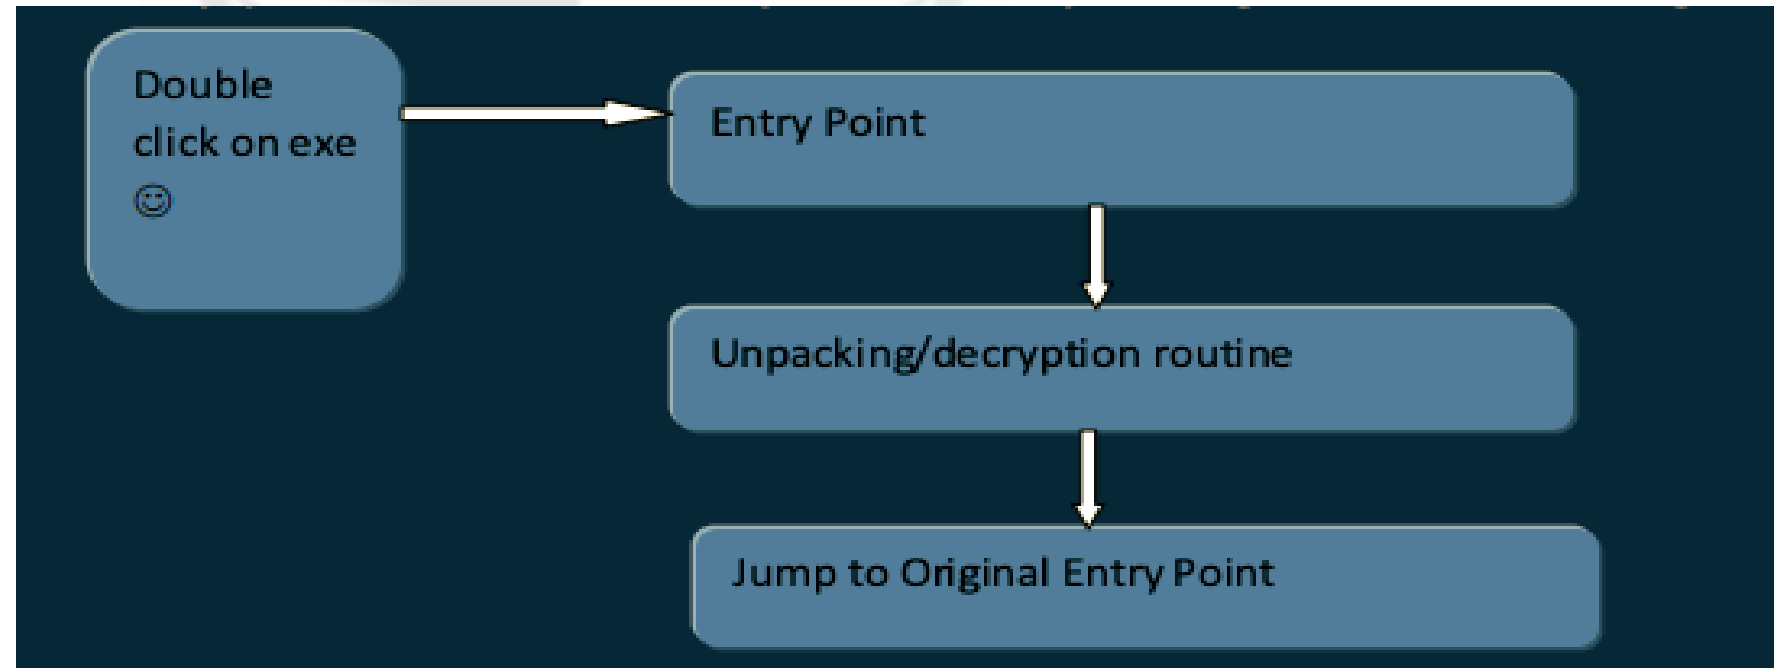 Double
click on exe
☺
Entry Point
Unpacking/decryption routine
Jump to Original Entry Point